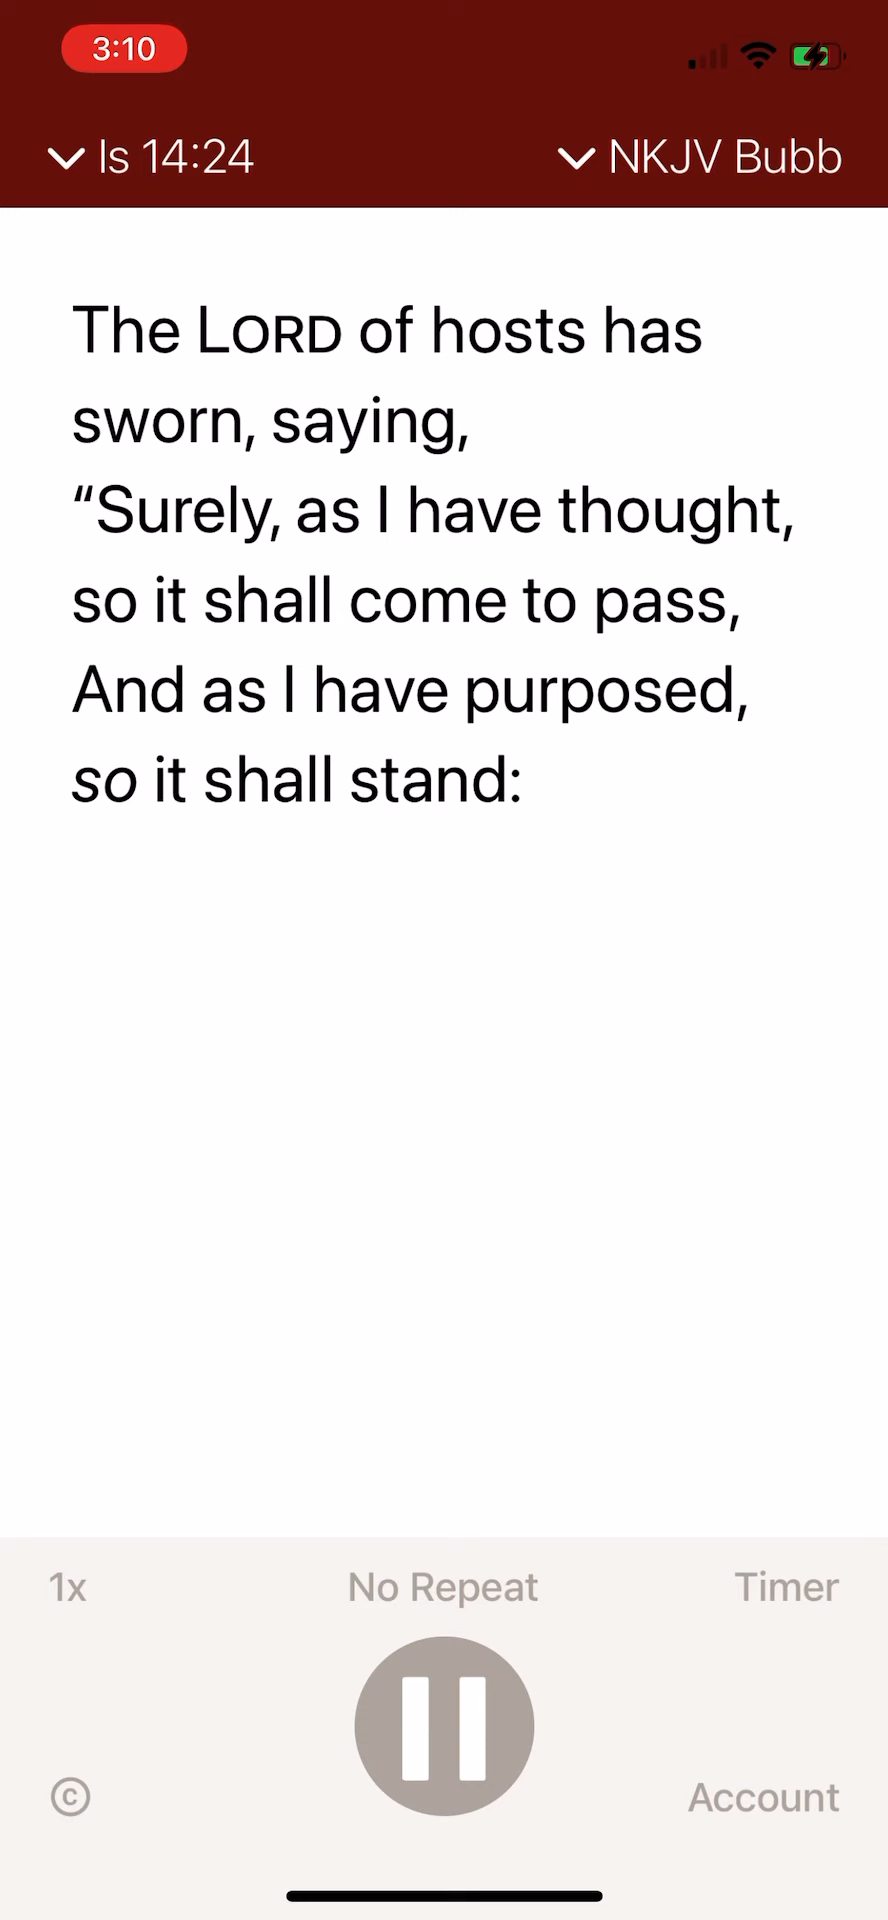 3:10
Is 14:24
NKJV Bubb
The LORD of hosts has
sworn, saying,
“Surely, as I have thought,
so it shall come to pass,
And as I have purposed,
so it shall stand:
1x
No Repeat
Timer
©
Account